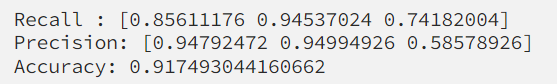 Recall : [0.85611176 0.94537024 0.74182004]
Precision: [0.94792472 0.94994926 0.58578926]
Accuracy: 0.917493044160662